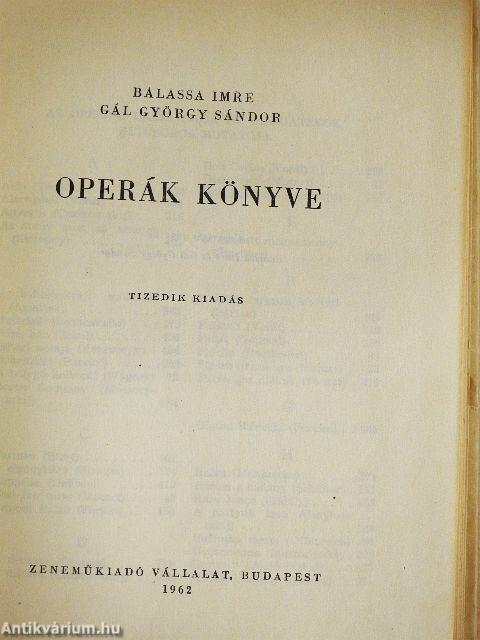 BALASSA IMRE
GÁL GYÖRGY SÁNDOR
OPERÁK KÖNYVE
TIZEDIK KIADÁS
ZENEMŰKIADÓ VÁLLALAT, BUDAPEST
1962
Antikvárium.hu